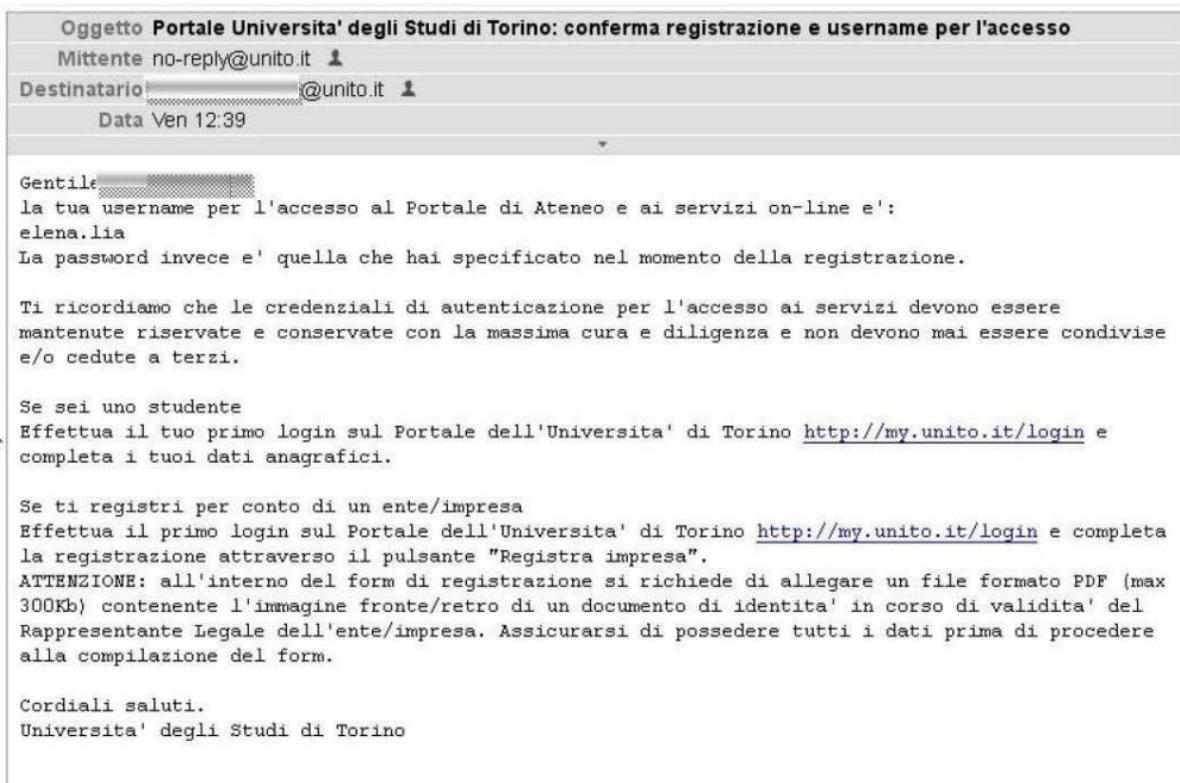 Oggetto Portale Universita' degli Studi di Torino: conferma registrazione e username per l'accesso
Mittente no-reply@unito.it
Destinatario @unito.it
Data Ven 12:39
Gentile
la tua username per l'accesso al Portale di Ateneo e ai servizi on-line e':
elena.lia
La password invece e' quella che hai specificato nel momento della registrazione.
Ti ricordiamo che le credenziali di autenticazione per l'accesso ai servizi devono essere
mantenute riservate e conservate con la massima cura e diligenza e non devono mai essere condivise
e/o cedute a terzi.
Se sei uno studente
Effettua il tuo primo login sul Portale dell'Universita' di Torino http://my.unito.it/login e
completa i tuoi dati anagrafici.
Se ti registri per conto di un ente/impresa
Effettua il primo login sul Portale dell'Universita' di Torino http://my.unito.it/login e completa
la registrazione attraverso il pulsante "Registra impresa".
ATTENZIONE: all'interno del form di registrazione si richiede di allegare un file formato PDF (max
300Kb) contenente l'immagine fronte/retro di un documento di identita' in corso di validita' del
Rappresentante Legale dell'ente/impresa. Assicurarsi di possedere tutti i dati prima di procedere
alla compilazione del form.
Cordiali saluti.
Universita' degli Studi di Torino